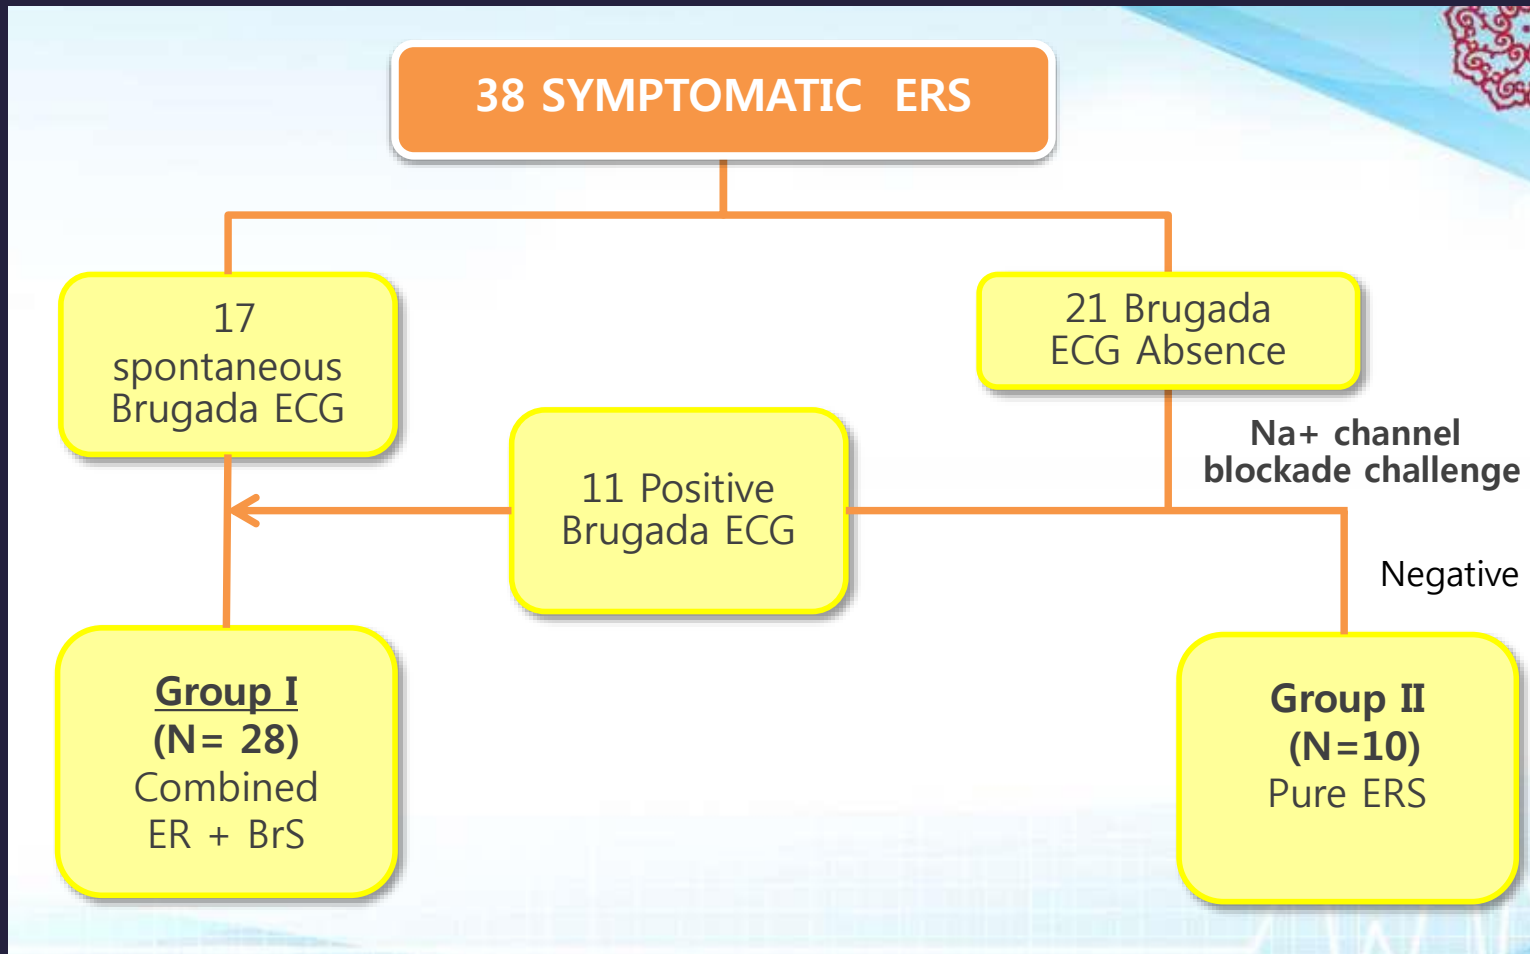 38 SYMPTOMATIC ERS
17
spontaneous
Brugada ECG
21 Brugada
ECG Absence
Na+ channel
blockade challenge
11 Positive
Brugada ECG
Negative
Group I
(N= 28)
Combined
ER + BrS
Group II
(N=10)
Pure ERS